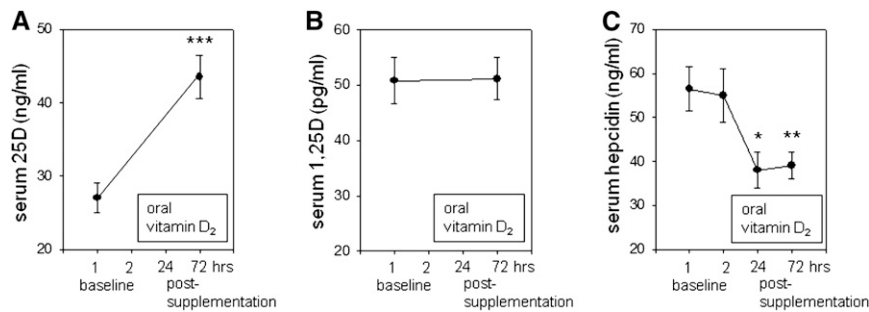 A
50
***
serum 25D (ng/ml)
40
30
20
oral
vitamin D2
1 2 24 72 hrs
baseline post-
supplementation
B
60
serum 1,25D (pg/ml)
50
40
30
20
oral
vitamin D2
1 2 24 72 hrs
baseline post-
supplementation
C
70
serum hepcidin (ng/ml)
60
50
* **
40
30
20
oral
vitamin D2
1 2 24 72 hrs
baseline post-
supplementation